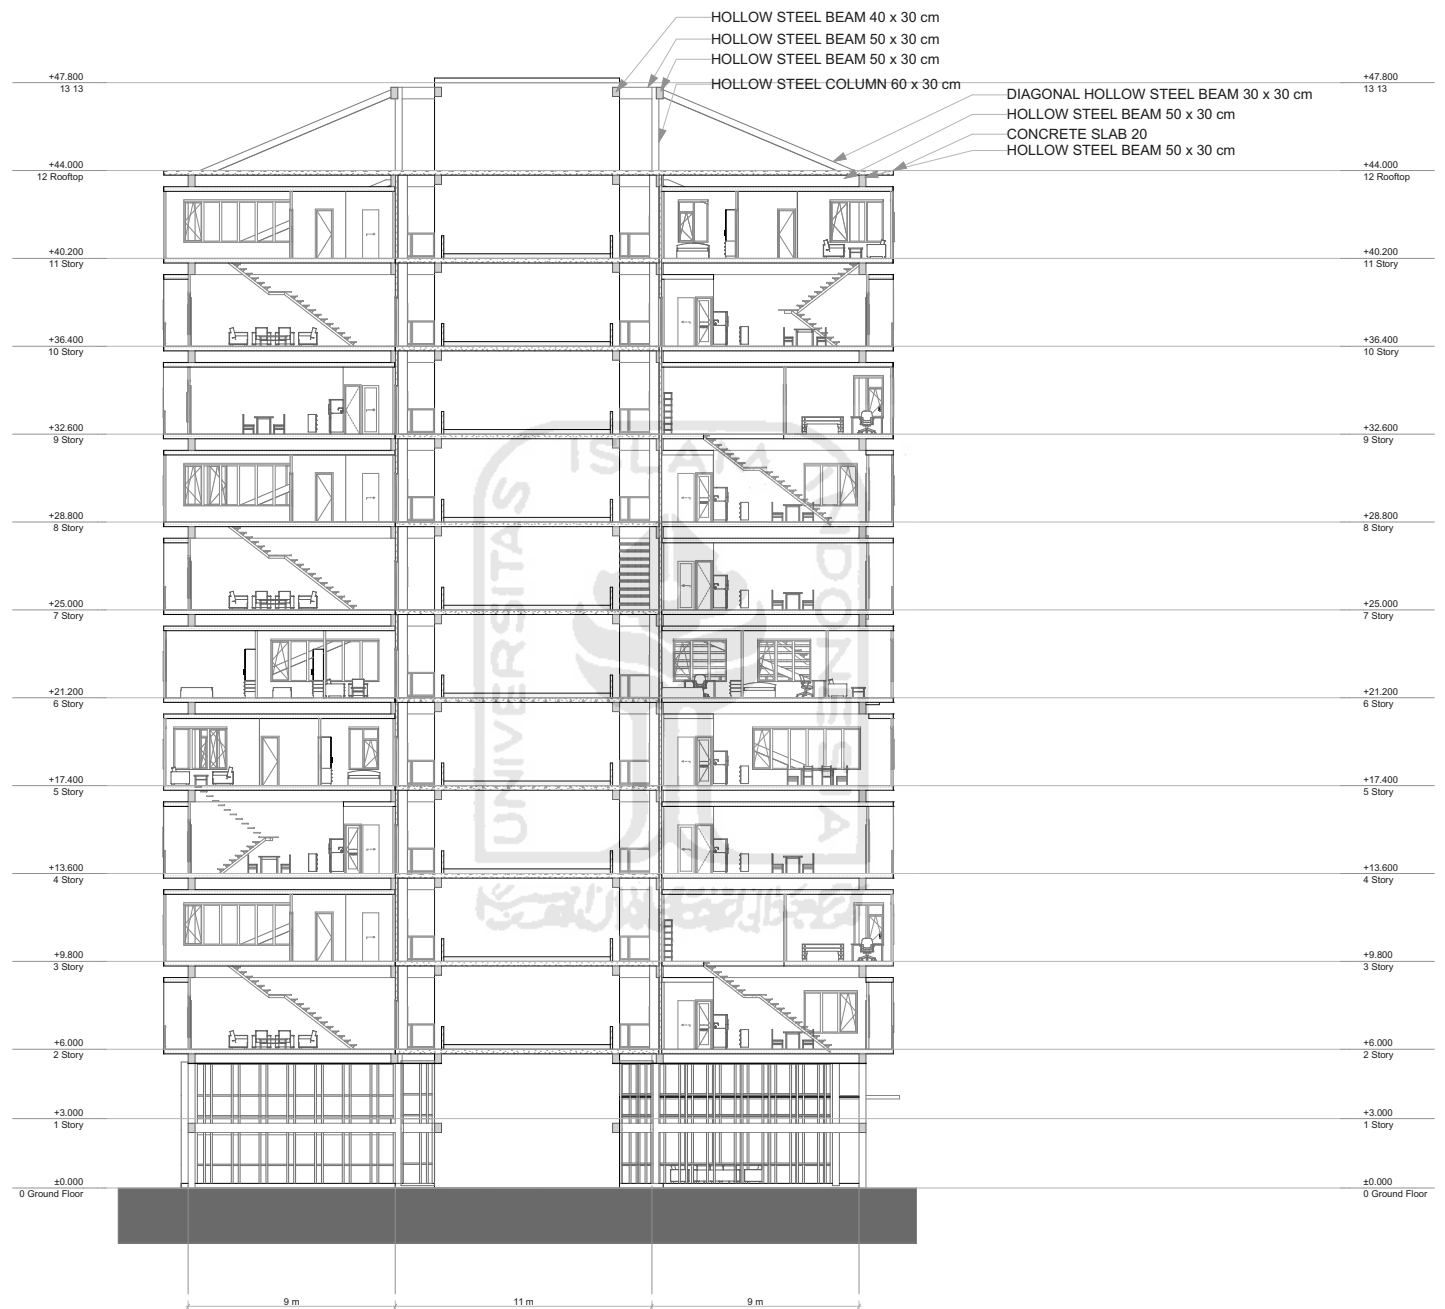 HOLLOW STEEL BEAM 40 x 30 cm
HOLLOW STEEL BEAM 50 x 30 cm
HOLLOW STEEL BEAM 50 x 30 cm
HOLLOW STEEL COLUMN 60 x 30 cm
DIAGONAL HOLLOW STEEL BEAM 30 x 30 cm
HOLLOW STEEL BEAM 50 x 30 cm
CONCRETE SLAB 20
HOLLOW STEEL BEAM 50 x 30 cm
+47.800
13 13
+44.000
12 Rooftop
+40.200
11 Story
+36.400
10 Story
+32.600
9 Story
+28.800
8 Story
+25.000
7 Story
+21.200
6 Story
+17.400
5 Story
+13.600
4 Story
+9.800
3 Story
+6.000
2 Story
+3.000
1 Story
±0.000
0 Ground Floor
+47.800
13 13
+44.000
12 Rooftop
+40.200
11 Story
+36.400
10 Story
+32.600
9 Story
+28.800
8 Story
+25.000
7 Story
+21.200
6 Story
+17.400
5 Story
+13.600
4 Story
+9.800
3 Story
+6.000
2 Story
+3.000
1 Story
±0.000
0 Ground Floor
UNIVERSITAS
ISLAM
INDONESIA
9 m
11 m
9 m